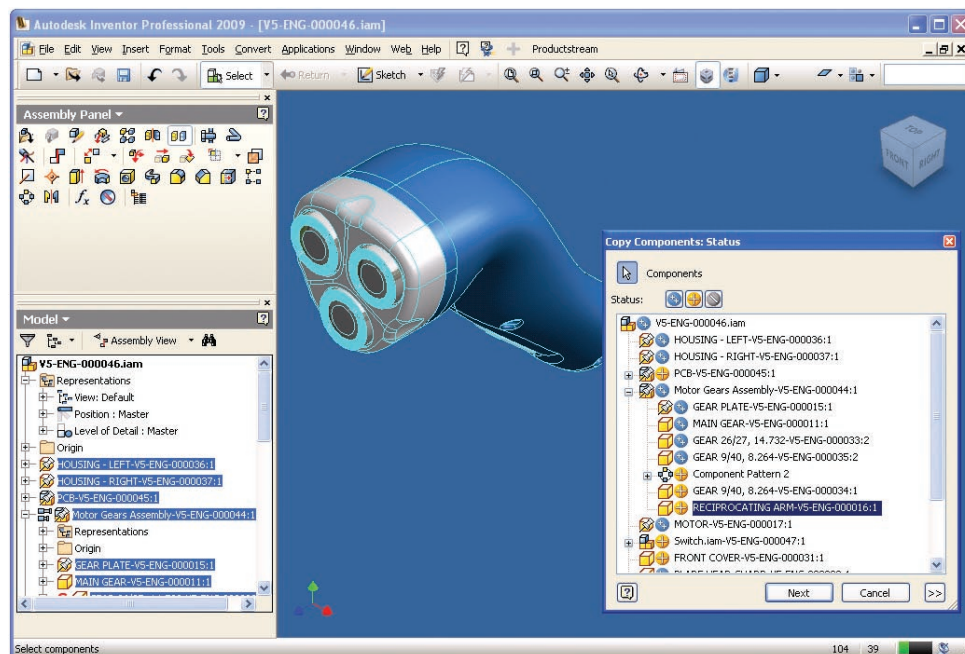 Autodesk Inventor Professional 2009 - [V5-ENG-000046.iam]
File Edit View Insert Format Tools Convert Applications Window Web Help Productstream
Select Return Sketch
Assembly Panel
Model
Assembly View
V5-ENG-000046.iam
Representations
View: Default
Position : Master
Level of Detail : Master
Origin
HOUSING - LEFT-V5-ENG-000036:1
HOUSING - RIGHT-V5-ENG-000037:1
PCB-V5-ENG-000045:1
Motor Gears Assembly-V5-ENG-000044:1
Representations
Origin
GEAR PLATE-V5-ENG-000015:1
MAIN GEAR-V5-ENG-000011:1
TOP
FRONT
RIGHT
Copy Components: Status
Components
Status:
V5-ENG-000046.iam
HOUSING - LEFT-V5-ENG-000036:1
HOUSING - RIGHT-V5-ENG-000037:1
PCB-V5-ENG-000045:1
Motor Gears Assembly-V5-ENG-000044:1
GEAR PLATE-V5-ENG-000015:1
MAIN GEAR-V5-ENG-000011:1
GEAR 26/27, 14.732-V5-ENG-000033:2
GEAR 9/40, 8.264-V5-ENG-000035:2
Component Pattern 2
GEAR 9/40, 8.264-V5-ENG-000034:1
RECIPROCATING ARM-V5-ENG-000016:1
MOTOR-V5-ENG-000017:1
Switch.iam-V5-ENG-000047:1
FRONT COVER-V5-ENG-000031:1
Next Cancel >>
Select components 104 39